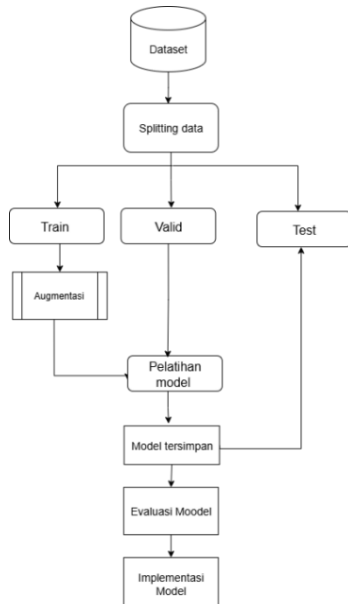 Dataset
Splitting data
Train
Valid
Test
Augmentasi
Pelatihan
model
Model tersimpan
Evaluasi Moodel
Implementasi
Model